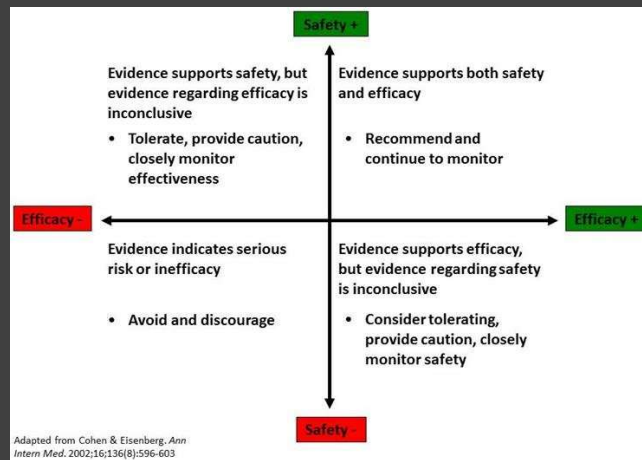 Safety +
Evidence supports safety, but
evidence regarding efficacy is
inconclusive
• Tolerate, provide caution,
closely monitor
effectiveness
Evidence supports both safety
and efficacy
• Recommend and
continue to monitor
Efficacy -
Efficacy +
Evidence indicates serious
risk or inefficacy
• Avoid and discourage
Evidence supports efficacy,
but evidence regarding safety
is inconclusive
• Consider tolerating,
provide caution, closely
monitor safety
Safety -
Adapted from Cohen & Eisenberg. Ann
Intern Med. 2002;16;136(8):596-603